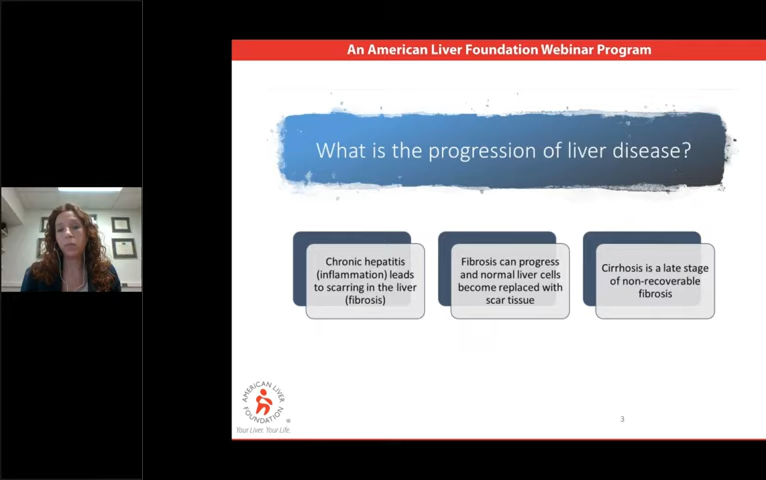 An American Liver Foundation Webinar Program
What is the progression of liver disease?
Chronic hepatitis
(inflammation) leads
to scarring in the liver
(fibrosis)
Fibrosis can progress
and normal liver cells
become replaced with
scar tissue
Cirrhosis is a late stage
of non-recoverable
fibrosis
AMERICAN LIVER
FOUNDATION
®
Your Liver. Your Life.
3